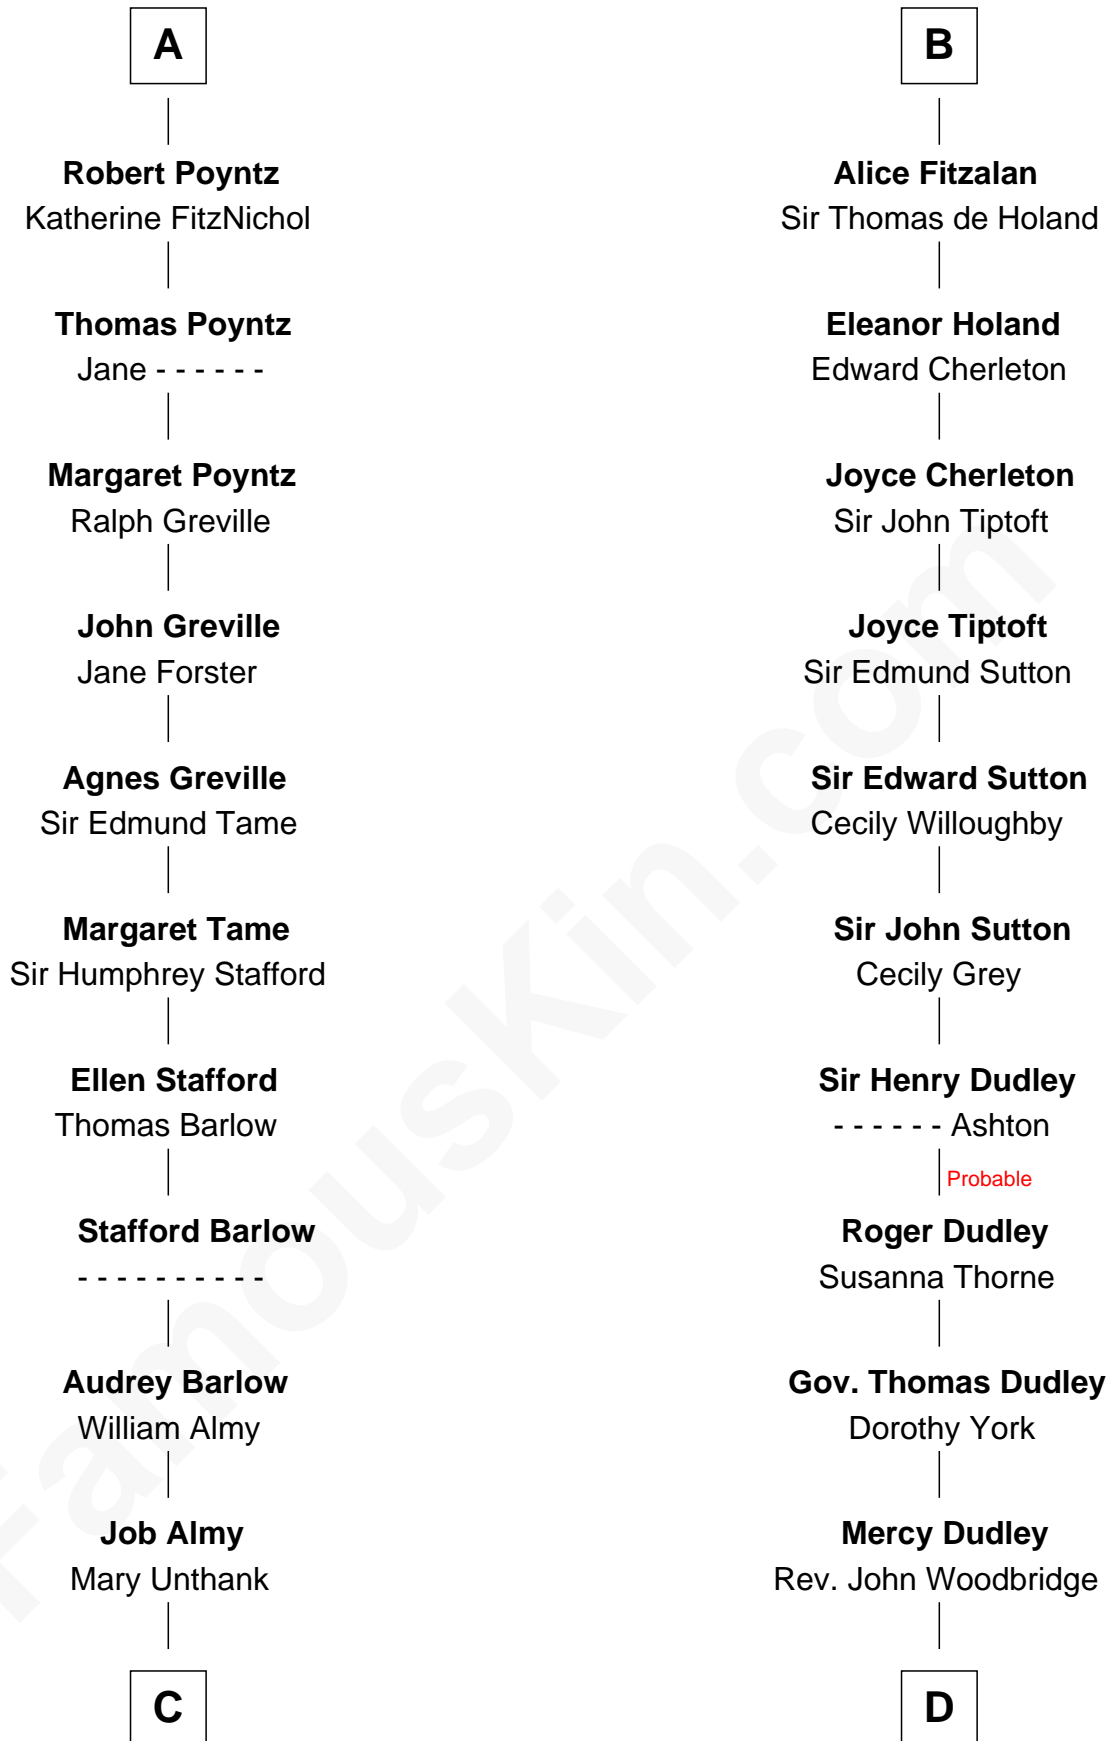 A
Robert Poyntz
Katherine FitzNichol
Thomas Poyntz
Jane - - - - - -
Margaret Poyntz
Ralph Greville
John Greville
Jane Forster
Agnes Greville
Sir Edmund Tame
Margaret Tame
Sir Humphrey Stafford
Ellen Stafford
Thomas Barlow
Stafford Barlow
- - - - - - - - - -
Audrey Barlow
William Almy
Job Almy
Mary Unthank
C
B
Alice Fitzalan
Sir Thomas de Holand
Eleanor Holand
Edward Cherleton
Joyce Cherleton
Sir John Tiptoft
Joyce Tiptoft
Sir Edmund Sutton
Sir Edward Sutton
Cecily Willoughby
Sir John Sutton
Cecily Grey
Sir Henry Dudley
- - - - - - Ashton
Probable
Roger Dudley
Susanna Thorne
Gov. Thomas Dudley
Dorothy York
Mercy Dudley
Rev. John Woodbridge
D
FamousKin.com